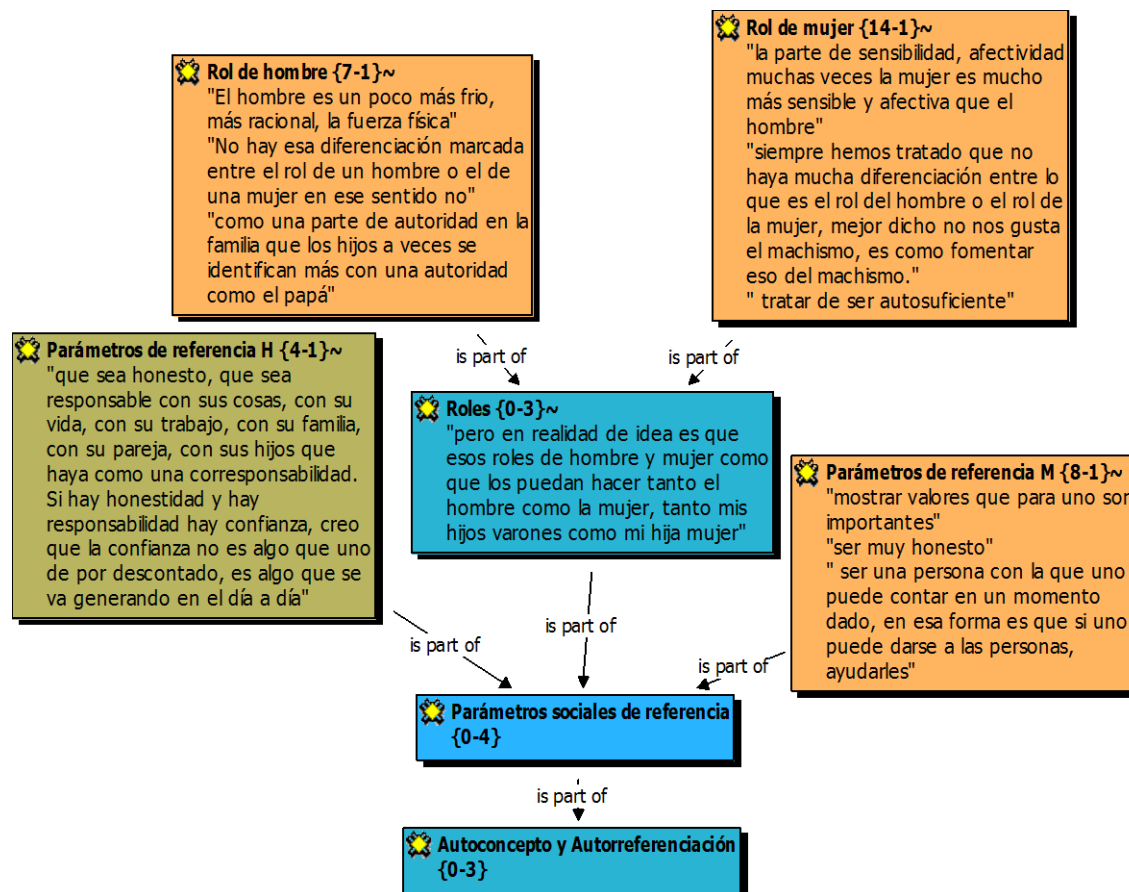 Rol de hombre {7-1}~
"El hombre es un poco más frio,
más racional, la fuerza física"
"No hay esa diferenciación marcada
entre el rol de un hombre o el de
una mujer en ese sentido no"
"como una parte de autoridad en la
familia que los hijos a veces se
identifican más con una autoridad
como el papá"
Rol de mujer {14-1}~
"la parte de sensibilidad, afectividad
muchas veces la mujer es mucho
más sensible y afectiva que el
hombre"
"siempre hemos tratado que no
haya mucha diferenciación entre lo
que es el rol del hombre o el rol de
la mujer, mejor dicho no nos gusta
el machismo, es como fomentar
eso del machismo."
" tratar de ser autosuficiente"
is part of
is part of
Parámetros de referencia H {4-1}~
"que sea honesto, que sea
responsable con sus cosas, con su
vida, con su trabajo, con su familia,
con su pareja, con sus hijos que
haya como una corresponsabilidad.
Si hay honestidad y hay
responsabilidad hay confianza, creo
que la confianza no es algo que uno
de por descontado, es algo que se
va generando en el día a día"
Roles {0-3}~
"pero en realidad de idea es que
esos roles de hombre y mujer como
que los puedan hacer tanto el
hombre como la mujer, tanto mis
hijos varones como mi hija mujer"
Parámetros de referencia M {8-1}~
"mostrar valores que para uno son
importantes"
"ser muy honesto"
" ser una persona con la que uno
puede contar en un momento
dado, en esa forma es que si uno
puede darse a las personas,
ayudarles"
is part of
is part of
is part of
Parámetros sociales de referencia
{0-4}
is part of
Autoconcepto y Autorreferenciación
{0-3}